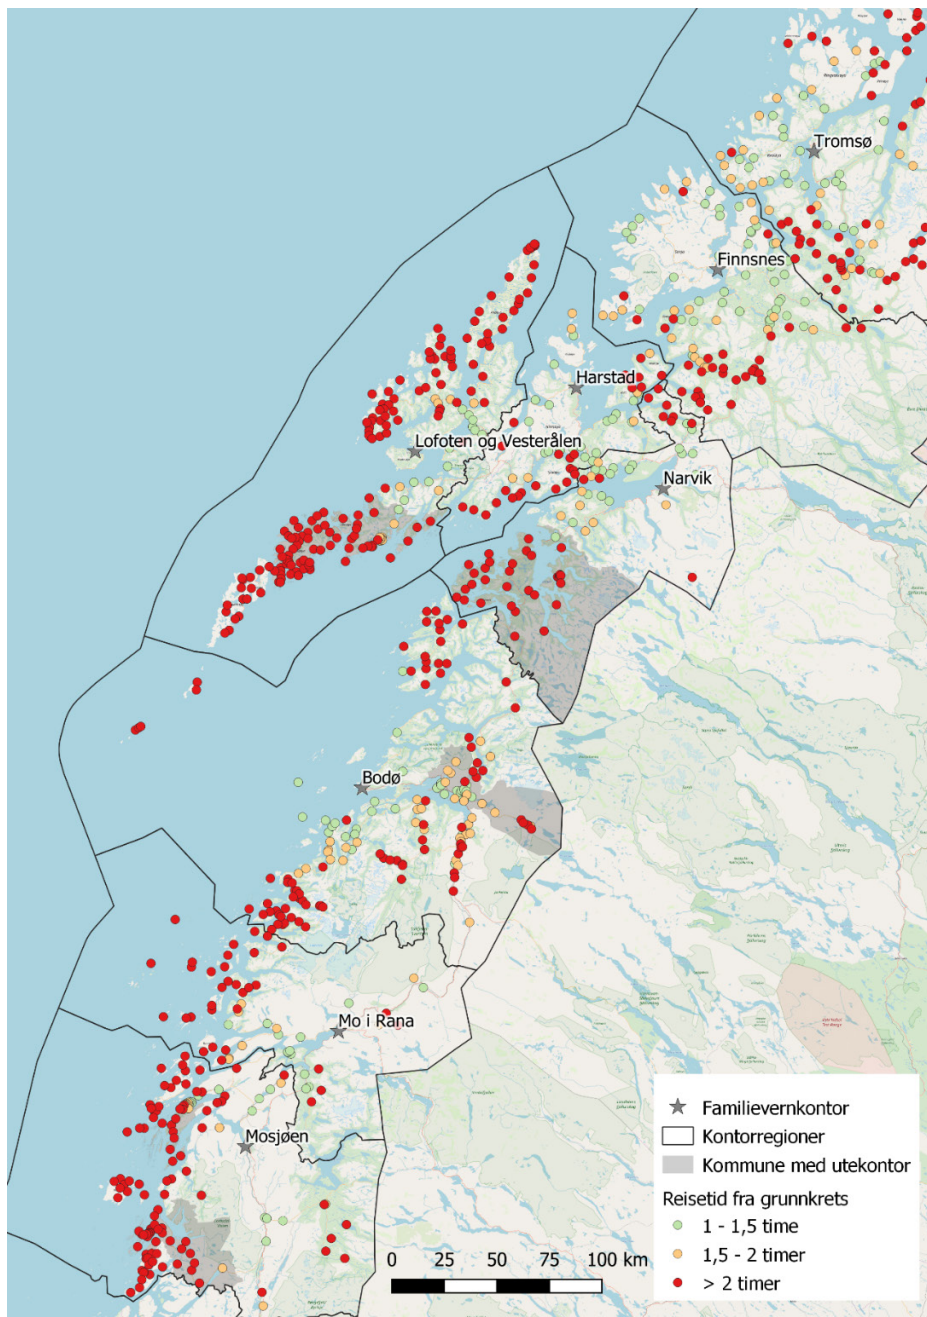 Tromsø
Finnsnes
Harstad
Lofoten og Vesterålen
Narvik
Bodø
Mo i Rana
Mosjøen
Familievernkontor
Kontorregioner
Kommune med utekontor
Reisetid fra grunnkrets
1 - 1,5 time
1,5 - 2 timer
> 2 timer
0 25 50 75 100 km